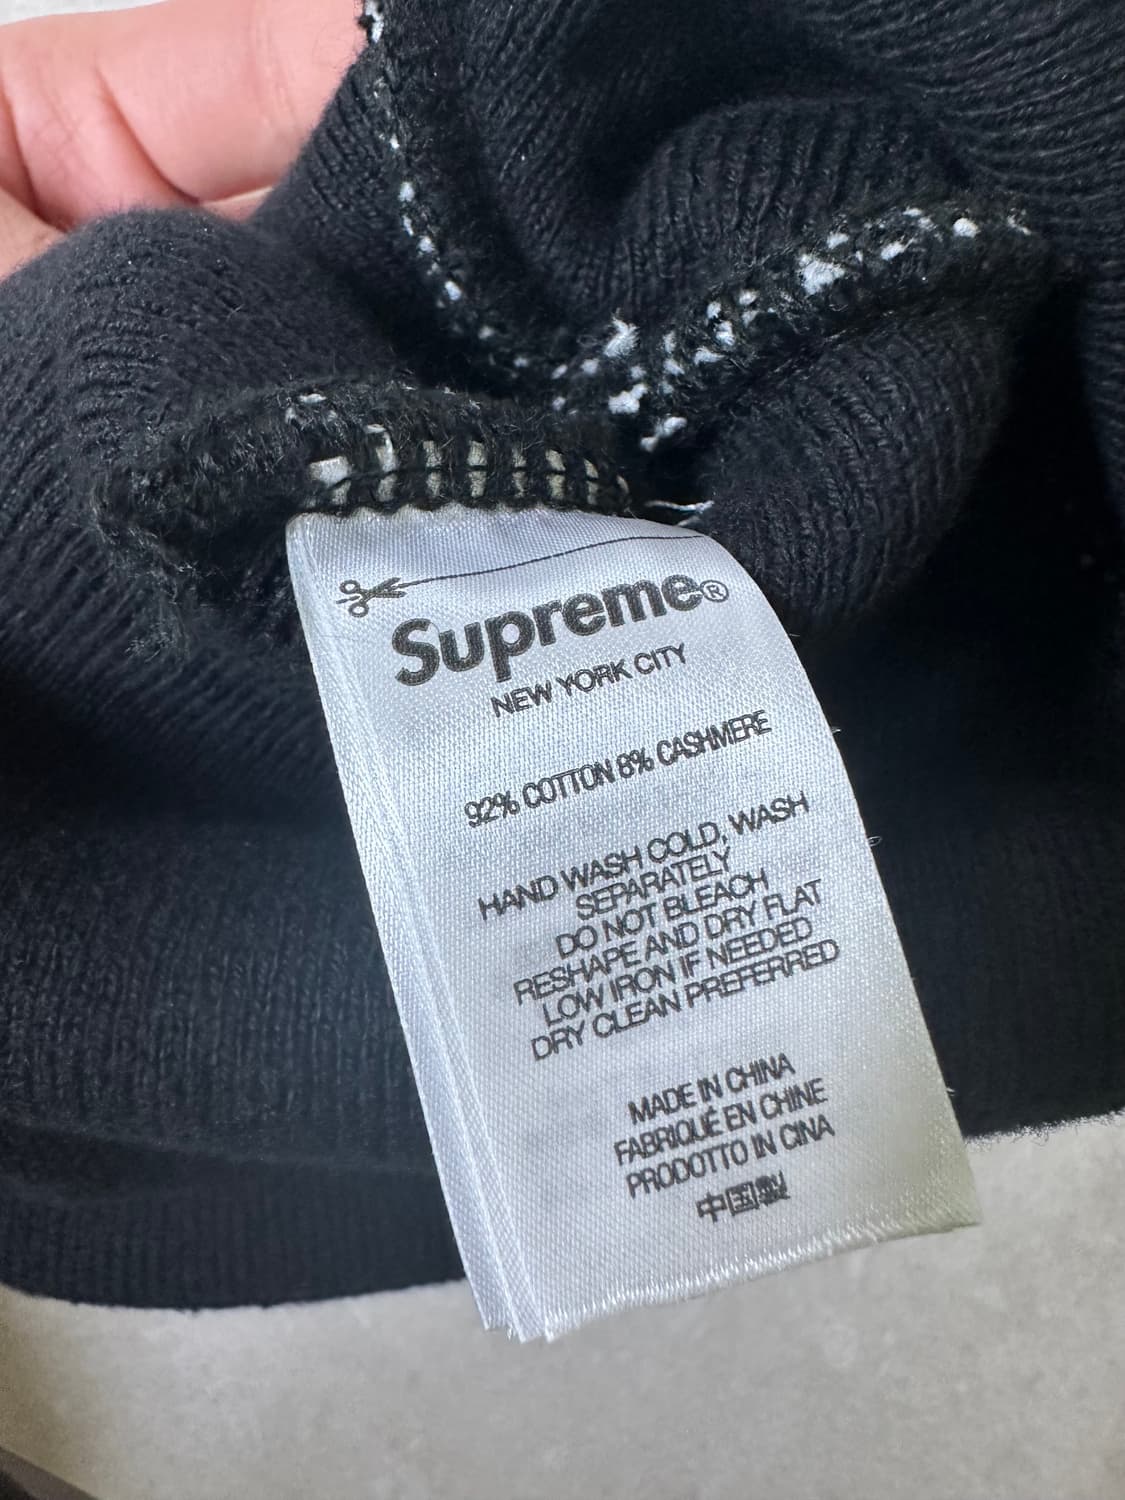 Supreme®
NEW YORK CITY
92% COTTON 8% CASHMERE
HAND WASH COLD, WASH
SEPARATELY
DO NOT BLEACH
RESHAPE AND DRY FLAT
LOW IRON IF NEEDED
DRY CLEAN PREFERRED
MADE IN CHINA
FABRIQUÉ EN CHINE
PRODOTTO IN CINA
中国製